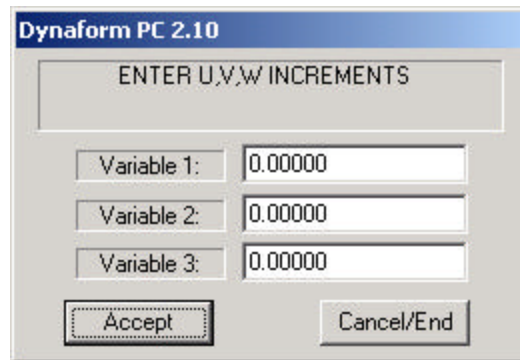 Dynaform PC 2.10
ENTER U,V,W INCREMENTS
Variable 1: 0.00000
Variable 2: 0.00000
Variable 3: 0.00000
Accept Cancel/End